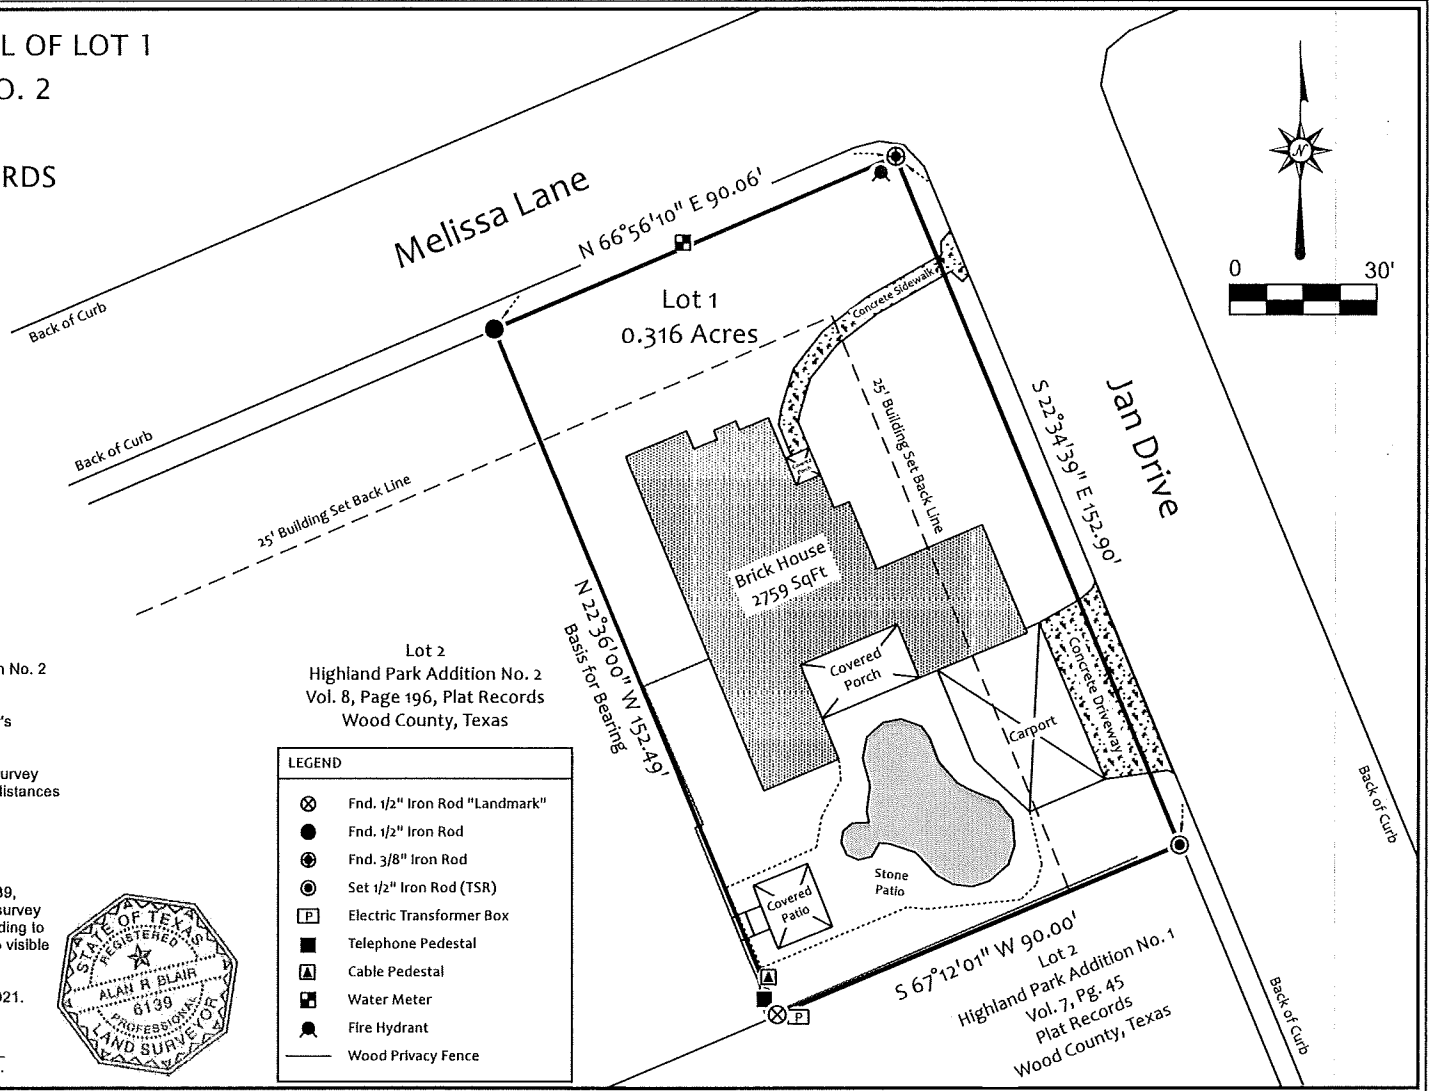 L OF LOT 1
O. 2
RDS
Melissa Lane
N 66°56'10" E 90.06'
N
0 30'
Back of Curb
Lot 1
0.316 Acres
Concrete Sidewalk
Back of Curb
25' Building Set Back Line
25' Building Set Back Line
S 22°34'39" E 152.90'
Jan Drive
Brick House
2759 SqFt
N 22°36'00" W 152.49'
Basis for Bearing
Lot 2
Highland Park Addition No. 2
Vol. 8, Page 196, Plat Records
Wood County, Texas
Covered
Porch
Carport
Concrete Driveway
Back of Curb
n No. 2
's
urvey
listances
LEGEND
Fnd. 1/2" Iron Rod "Landmark"
Fnd. 1/2" Iron Rod
Fnd. 3/8" Iron Rod
Set 1/2" Iron Rod (TSR)
P Electric Transformer Box
Telephone Pedestal
Cable Pedestal
Water Meter
Fire Hydrant
Wood Privacy Fence
Stone
Patio
Covered
Patio
P
S 67°12'01" W 90.00'
Lot 2
Highland Park Addition No. 1
Vol. 7, Pg. 45
Plat Records
Wood County, Texas
Back of Curb
39,
survey
ding to
visible
021.
STATE OF TEXAS
REGISTERED
ALAN R BLAIR
6139
PROFESSIONAL
LAND SURVEYOR